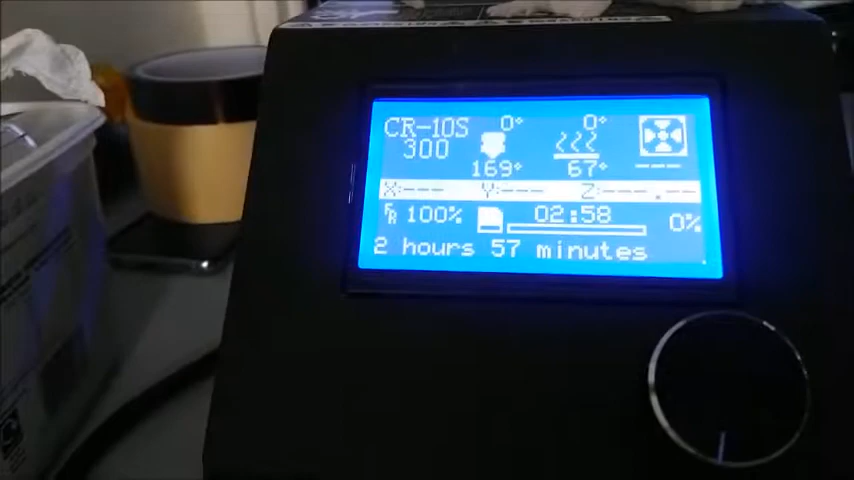 CR-10S 0° 0°
300 169° 67° ---
X:--- Y:--- Z:---.--
FR 100% 02:58 0%
2 hours 57 minutes